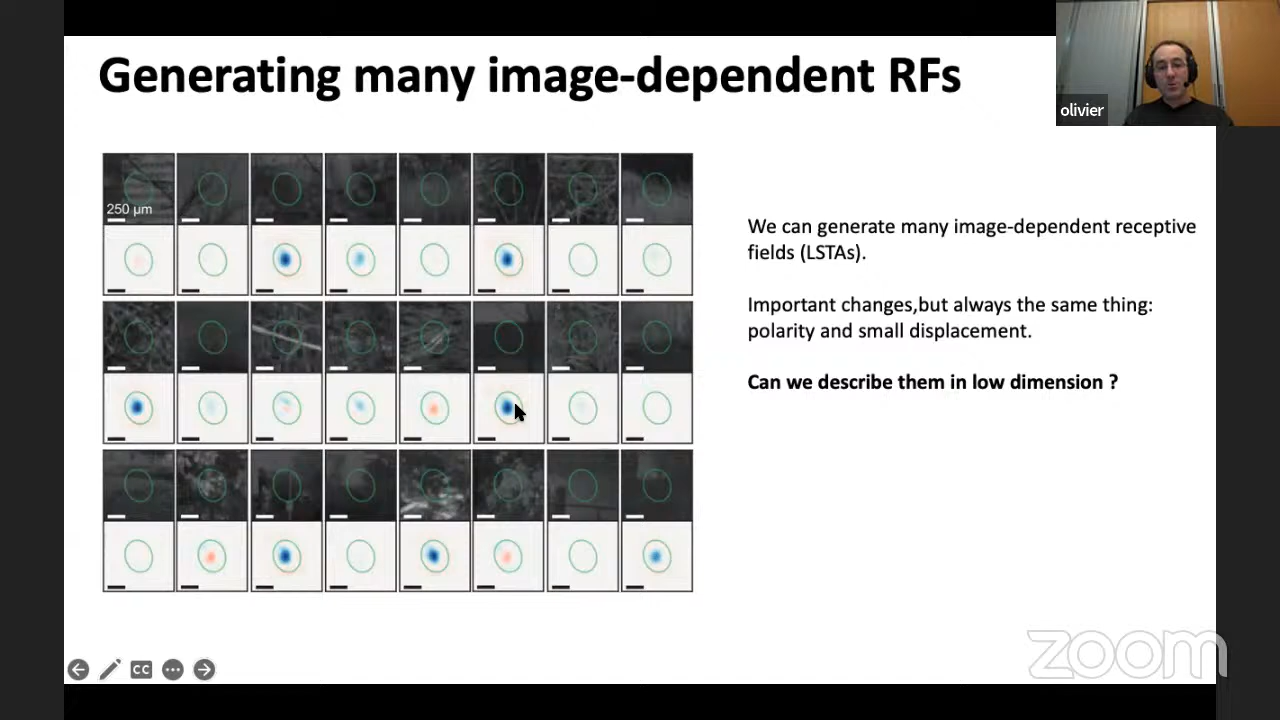 Generating many image-dependent RFs
olivier
250 µm
We can generate many image-dependent receptive
fields (LSTAs).
Important changes,but always the same thing:
polarity and small displacement.
Can we describe them in low dimension ?
CC
zoom